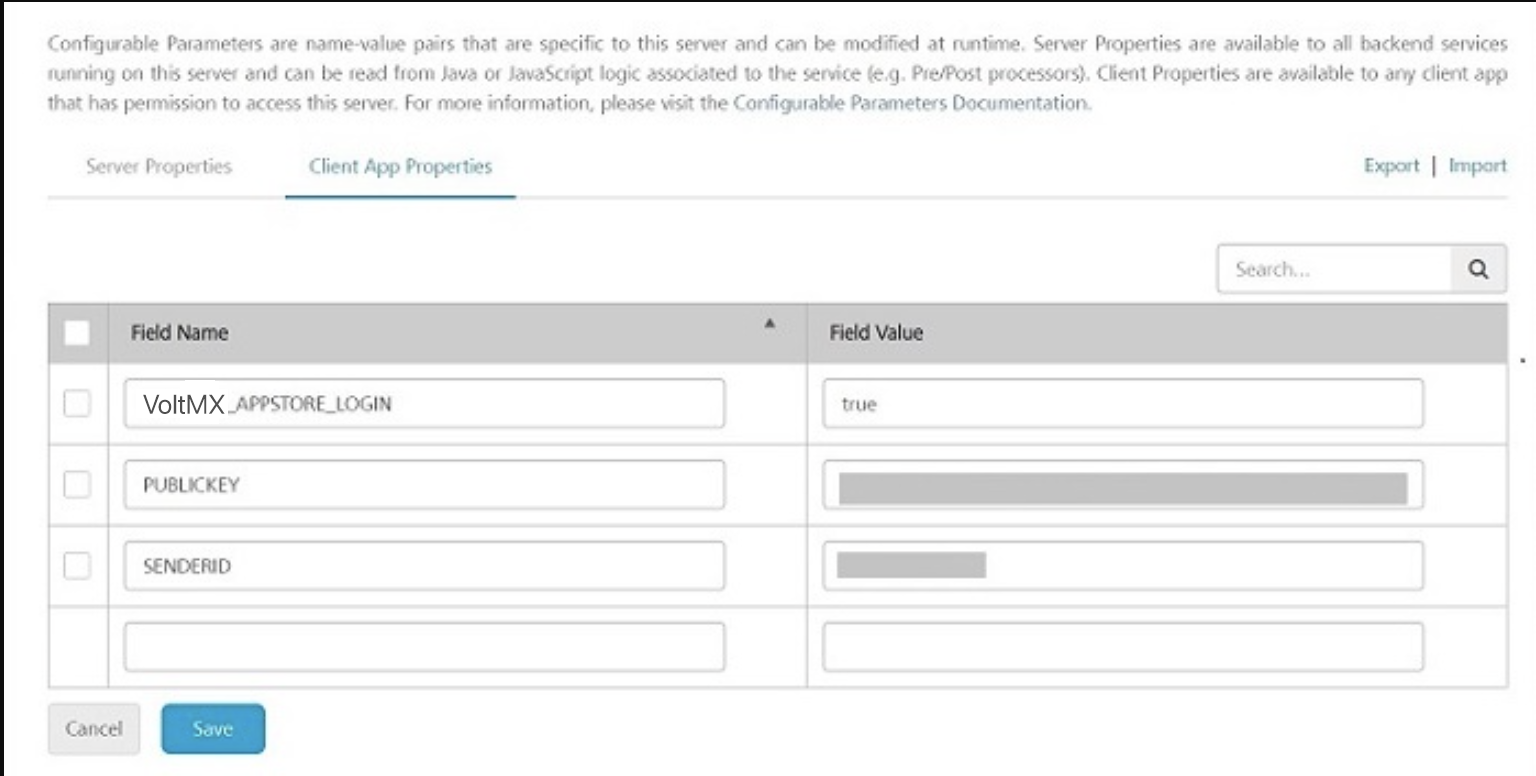 Configurable Parameters are name-value pairs that are specific to this server and can be modified at runtime. Server Properties are available to all backend services
running on this server and can be read from Java or JavaScript logic associated to the service (e.g. Pre/Post processors). Client Properties are available to any client app
that has permission to access this server. For more information, please visit the Configurable Parameters Documentation.
Server Properties Client App Properties Export | Import
Search...
Field Name Field Value
VoltMX_APPSTORE_LOGIN true
PUBLICKEY
SENDERID
Cancel Save